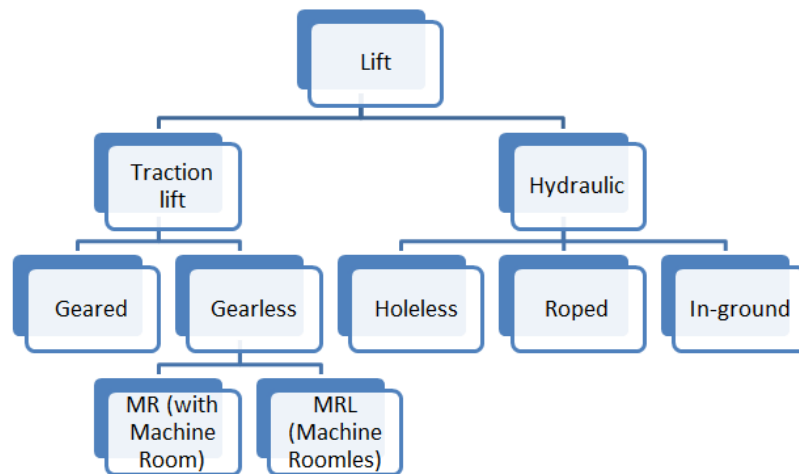 Lift
Traction
lift
Hydraulic
Geared
Gearless
Holeless
Roped
In-ground
MR (with
Machine
Room)
MRL
(Machine
Roomles)